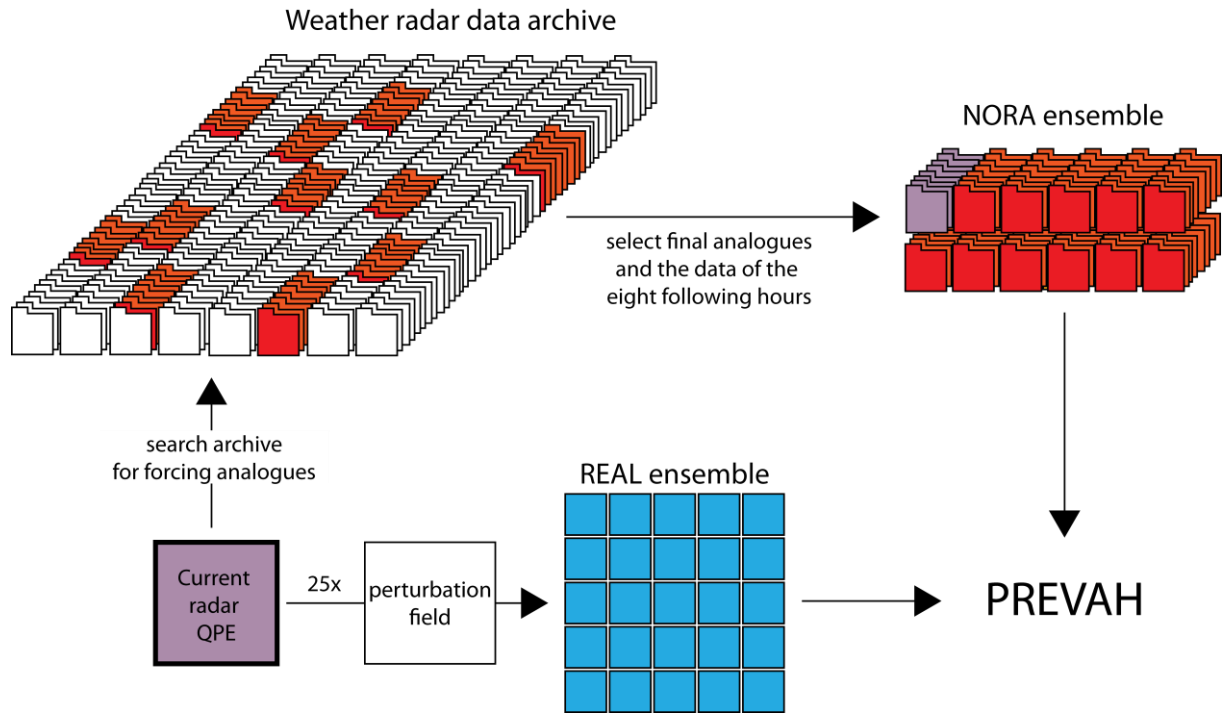 Weather radar data archive
NORA ensemble
select final analogues
and the data of the
eight following hours
search archive
for forcing analogues
REAL ensemble
Current
radar
QPE
25x
perturbation
field
PREVAH